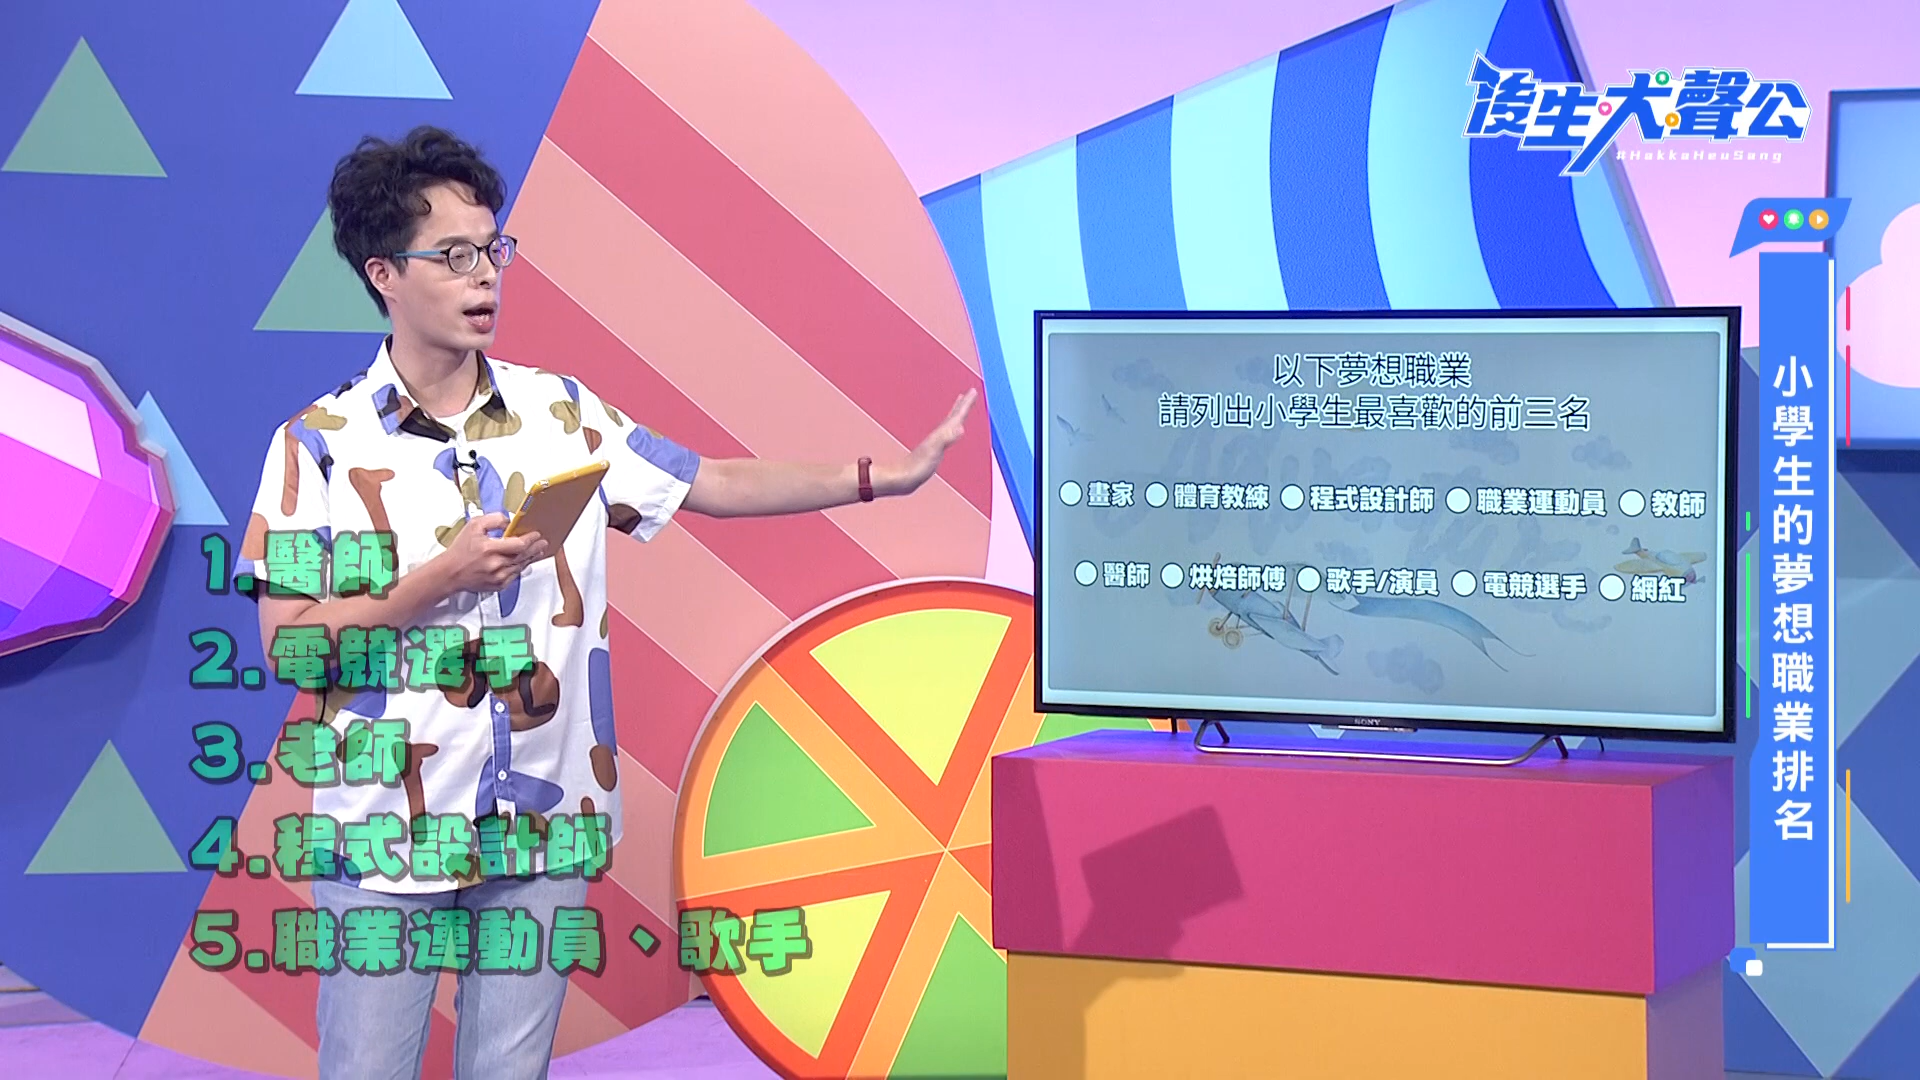 後生大聲公
#HakkaHeuSang
小學生的夢想職業排名
以下夢想職業
請列出小學生最喜歡的前三名
畫家 體育教練 程式設計師 職業運動員 教師
醫師 烘焙師傅 歌手/演員 電競選手 網紅
SONY
1.醫師
2.電競選手
3.老師
4.程式設計師
5.職業運動員、歌手